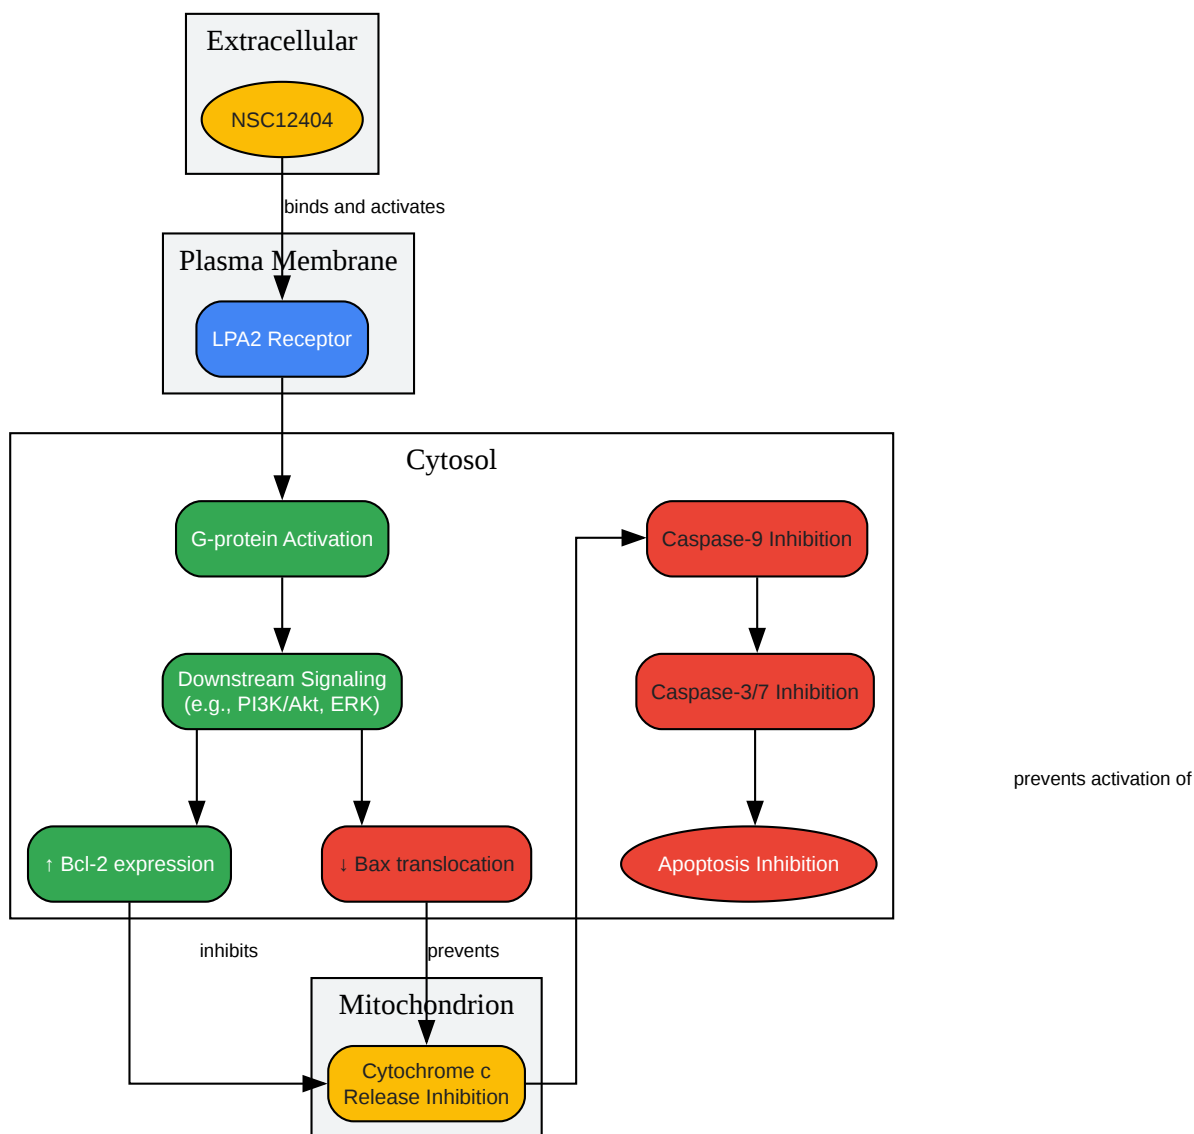 Extracellular
NSC12404
binds and activates
Plasma Membrane
LPA2 Receptor
Cytosol
G-protein Activation
Caspase-9 Inhibition
Downstream Signaling
(e.g., PI3K/Akt, ERK)
Caspase-3/7 Inhibition
prevents activation of
↑ Bcl-2 expression
↓ Bax translocation
Apoptosis Inhibition
inhibits
prevents
Mitochondrion
Cytochrome c
Release Inhibition